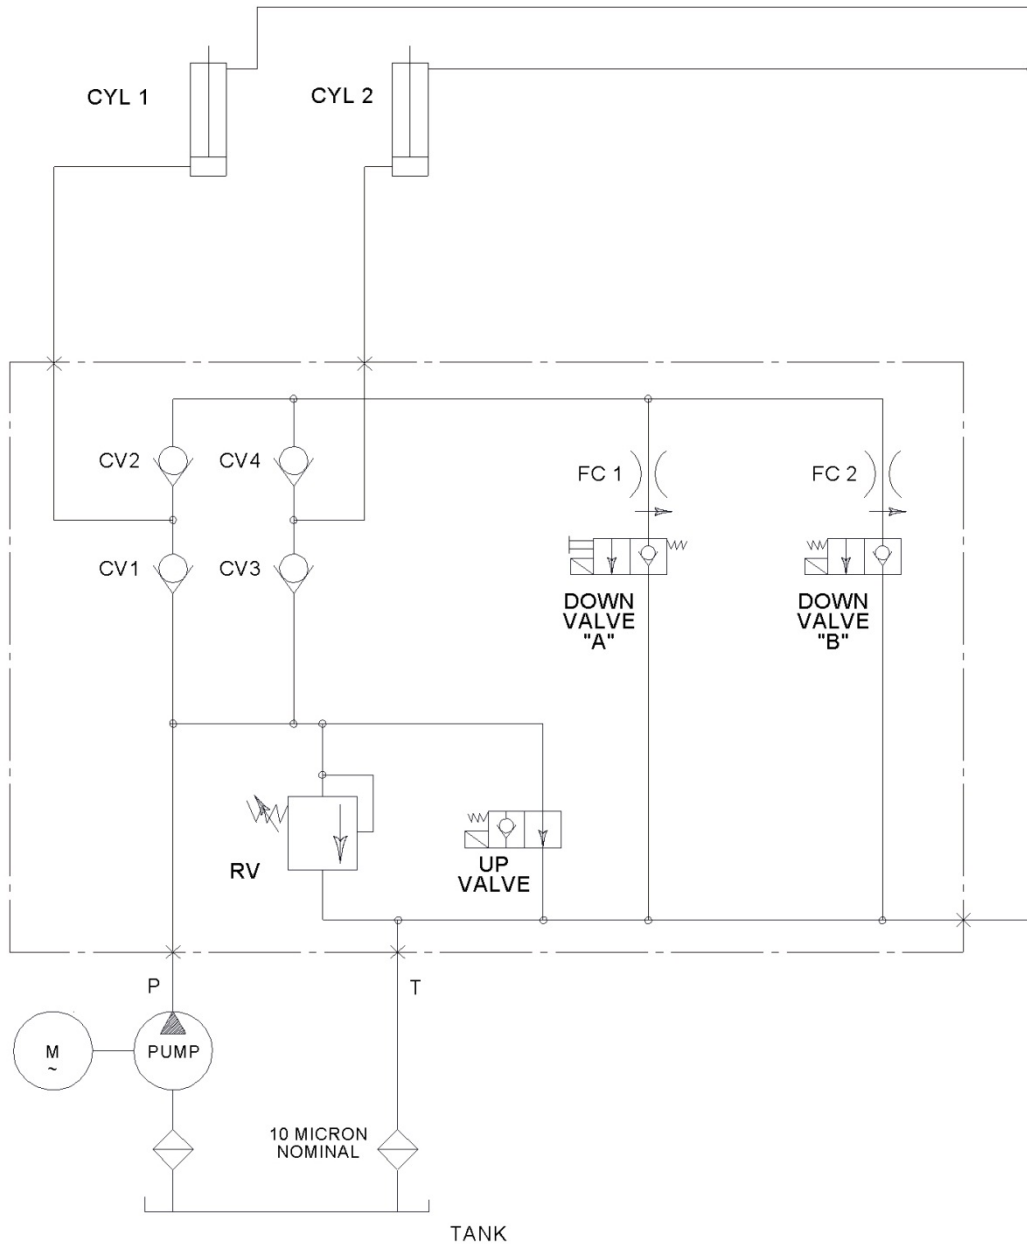 CYL 1
CYL 2
CV2
CV4
FC 1
FC 2
CV1
CV3
DOWN
VALVE
"A"
DOWN
VALVE
"B"
RV
UP
VALVE
P
T
M
~
PUMP
10 MICRON
NOMINAL
TANK